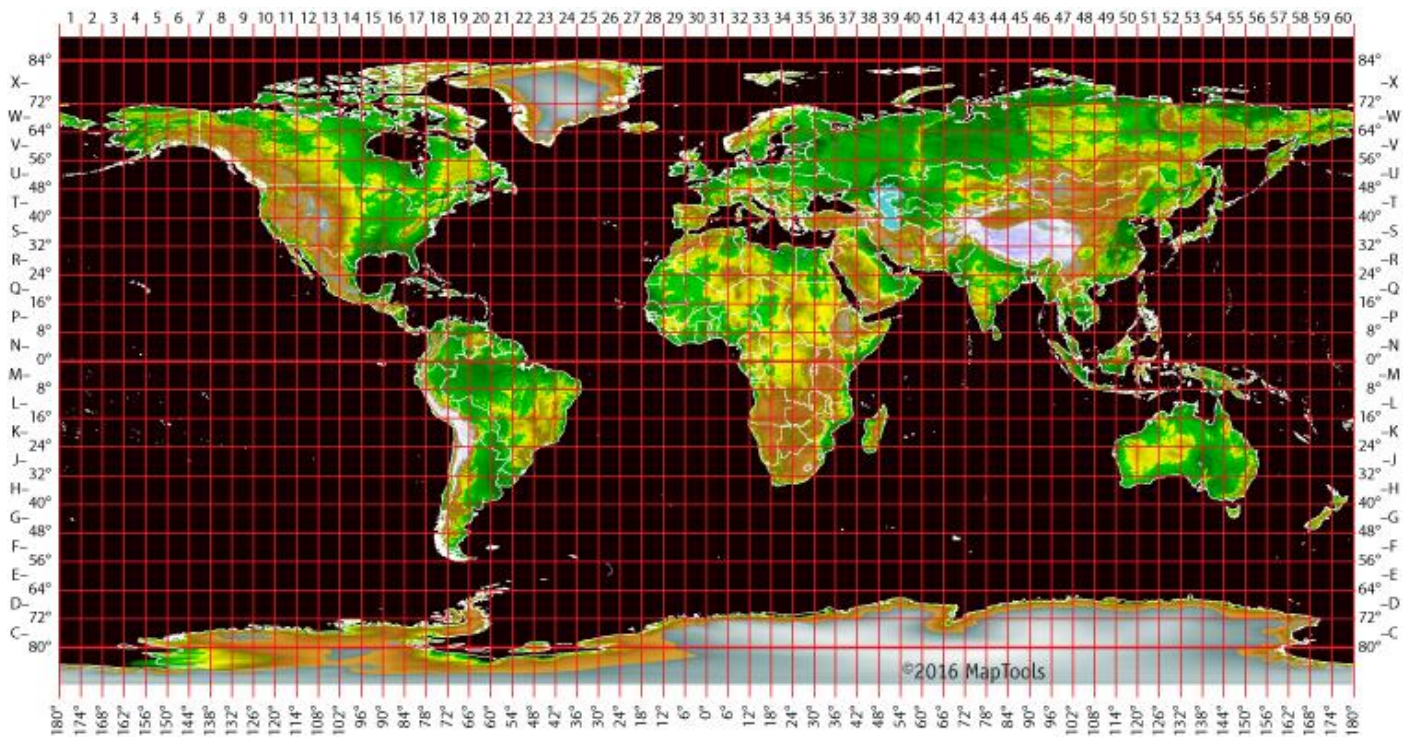 1 2 3 4 5 6 7 8 9 10 11 12 13 14 15 16 17 18 19 20 21 22 23 24 25 26 27 28 29 30 31 32 33 34 35 36 37 38 39 40 41 42 43 44 45 46 47 48 49 50 51 52 53 54 55 56 57 58 59 60
84° 84°
X– –X
72° 72°
W– –W
64° 64°
V– –V
56° 56°
U– –U
48° 48°
T– –T
40° 40°
S– –S
32° 32°
R– –R
24° 24°
Q– –Q
16° 16°
P– –P
8° 8°
N– –N
0° 0°
M– –M
8° 8°
L– –L
16° 16°
K– –K
24° 24°
J– –J
32° 32°
H– –H
40° 40°
G– –G
48° 48°
F– –F
56° 56°
E– –E
64° 64°
D– –D
72° 72°
C– –C
80° 80°
©2016 MapTools
180° 174° 168° 162° 156° 150° 144° 138° 132° 126° 120° 114° 108° 102° 96° 90° 84° 78° 72° 66° 60° 54° 48° 42° 36° 30° 24° 18° 12° 6° 0° 6° 12° 18° 24° 30° 36° 42° 48° 54° 60° 66° 72° 78° 84° 90° 96° 102° 108° 114° 120° 126° 132° 138° 144° 150° 156° 162° 168° 174° 180°